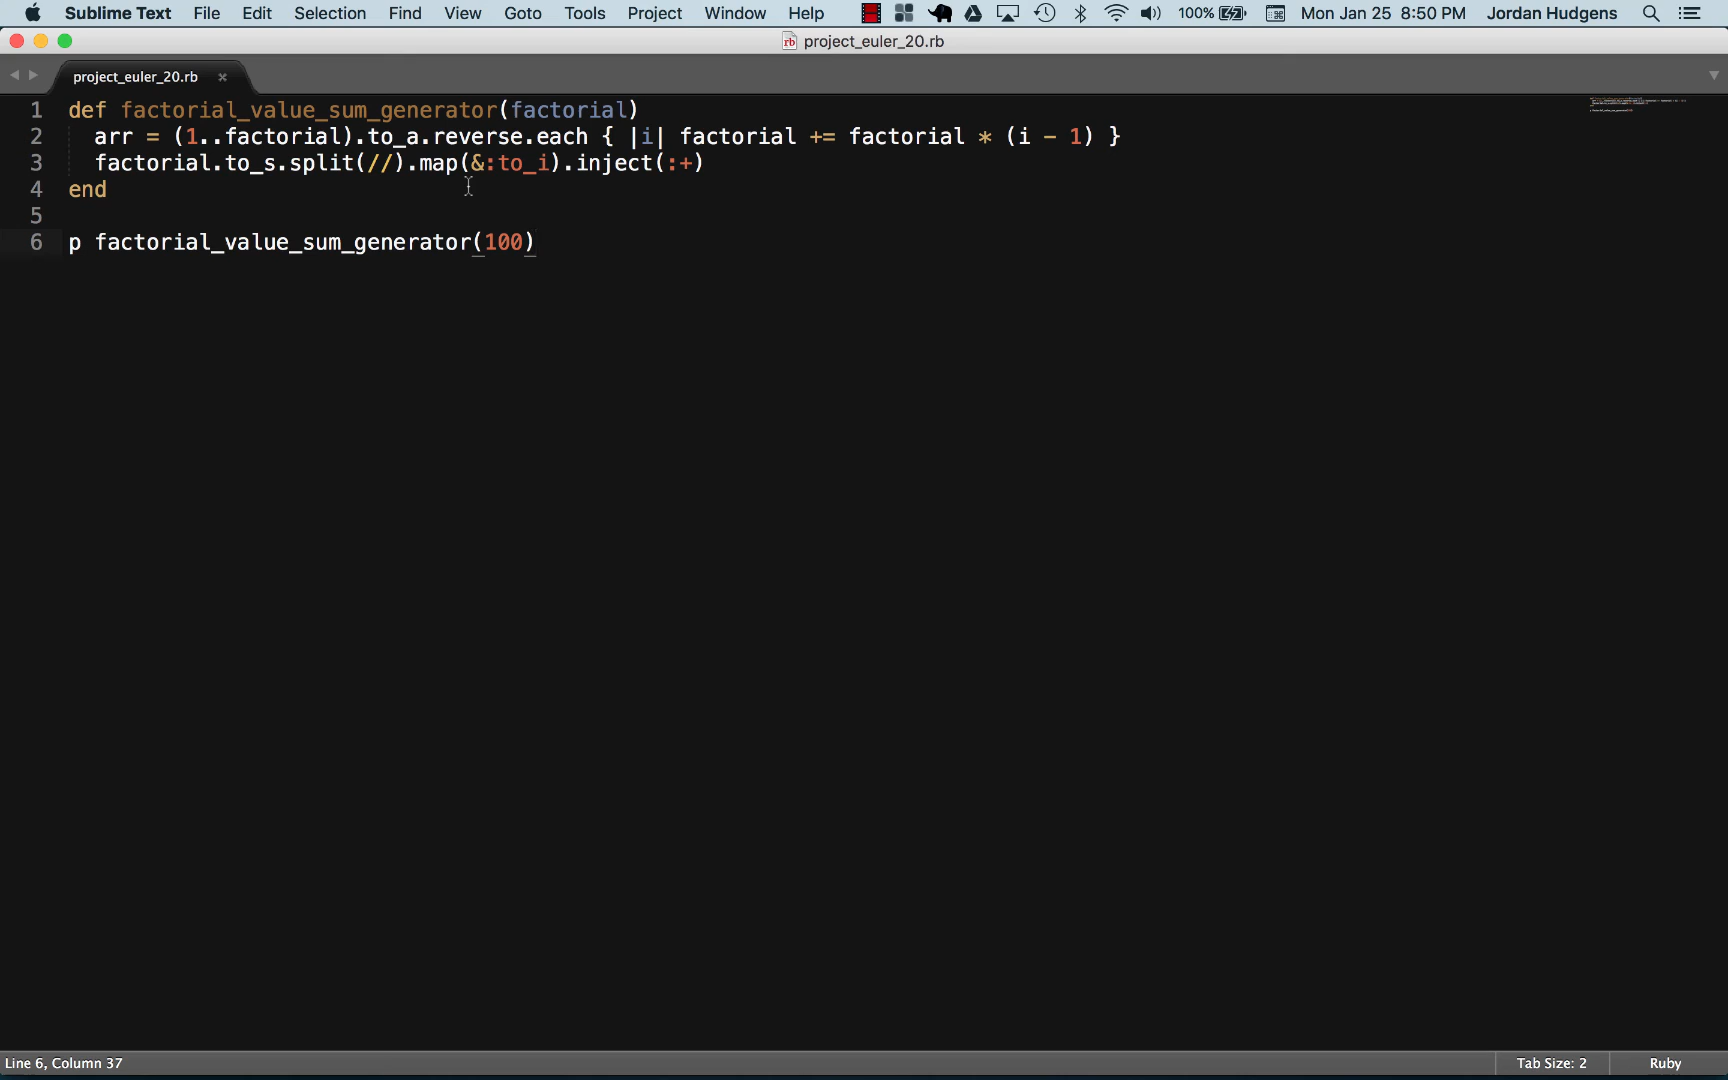 Sublime Text File Edit Selection Find View Goto Tools Project Window Help 100% Mon Jan 25 8:50 PM Jordan Hudgens
project_euler_20.rb
project_euler_20.rb
1 def factorial_value_sum_generator(factorial)
2 arr = (1..factorial).to_a.reverse.each { |i| factorial += factorial * (i - 1) }
3 factorial.to_s.split(//).map(&:to_i).inject(:+)
4 end
5
6 p factorial_value_sum_generator(100)
Line 6, Column 37 Tab Size: 2 Ruby